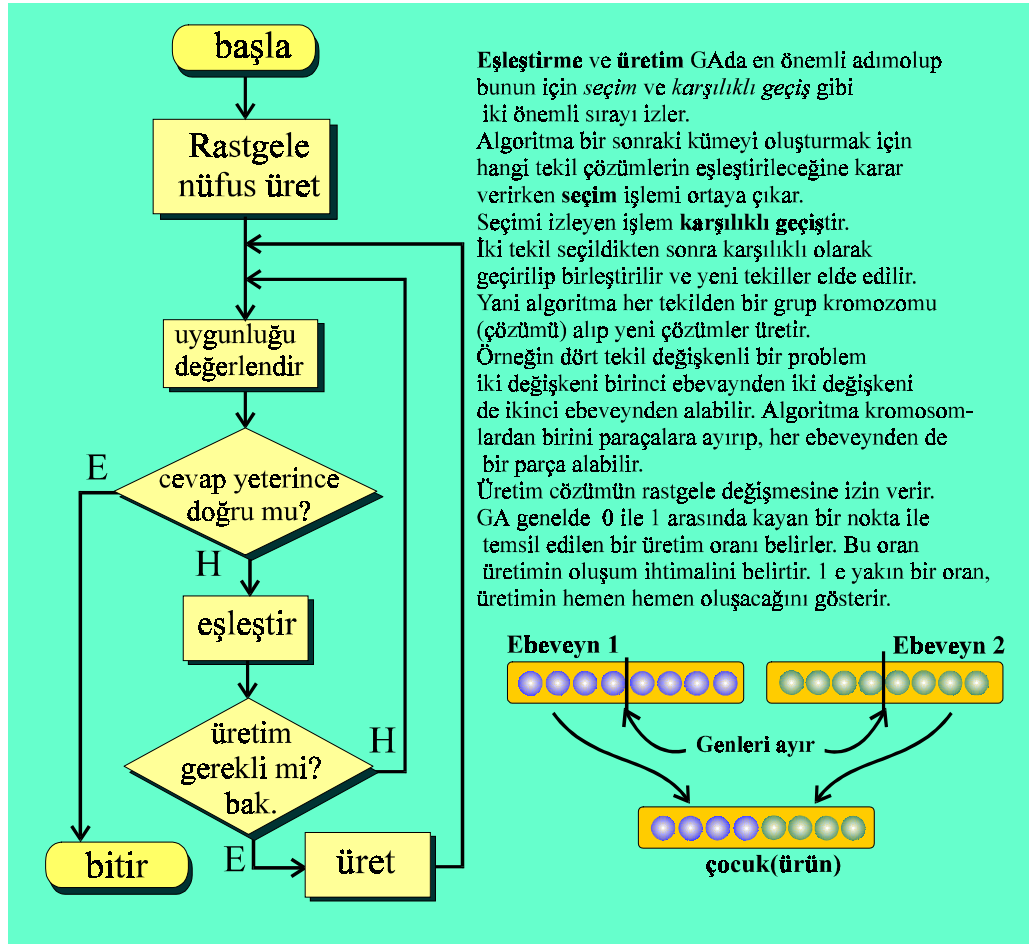 başla
Rastgele
nüfus üret
uygunluğu
değerlendir
E
cevap yeterince
doğru mu?
H
eşleştir
üretim
gerekli mi?
bak.
H
E
üret
bitir
Eşleştirme ve üretim GAda en önemli adımolup
bunun için seçim ve karşılıklı geçiş gibi
iki önemli sırayı izler.
Algoritma bir sonraki kümeyi oluşturmak için
hangi tekil çözümlerin eşleştirileceğine karar
verirken seçim işlemi ortaya çıkar.
Seçimi izleyen işlem karşılıklı geçiştir.
İki tekil seçildikten sonra karşılıklı olarak
geçirilip birleştirilir ve yeni tekiller elde edilir.
Yani algoritma her tekilden bir grup kromozomu
(çözümü) alıp yeni çözümler üretir.
Örneğin dört tekil değişkenli bir problem
iki değişkeni birinci ebevaynden iki değişkeni
de ikinci ebeveynden alabilir. Algoritma kromosom-
lardan birini paraçalara ayırıp, her ebeveynden de
bir parça alabilir.
Üretim cözümün rastgele değişmesine izin verir.
GA genelde 0 ile 1 arasında kayan bir nokta ile
temsil edilen bir üretim oranı belirler. Bu oran
üretimin oluşum ihtimalini belirtir. 1 e yakın bir oran,
üretimin hemen hemen oluşacağını gösterir.
Ebeveyn 1
Ebeveyn 2
Genleri ayır
çocuk(ürün)